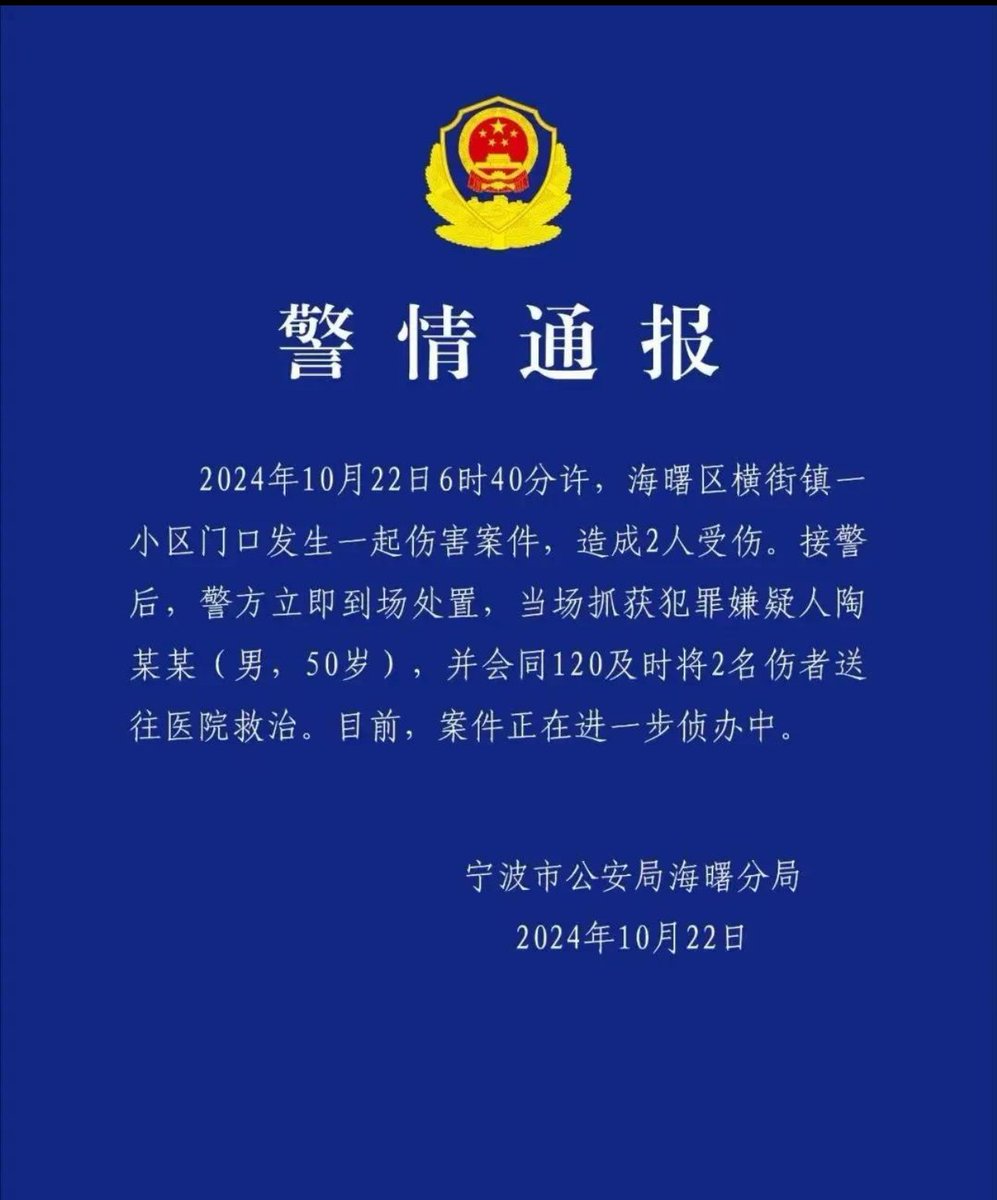 警情通报
2024年10月22日6时40分许，海曙区横街镇一
小区门口发生一起伤害案件，造成2人受伤。接警
后，警方立即到场处置，当场抓获犯罪嫌疑人陶
某某（男，50岁），并会同120及时将2名伤者送
往医院救治。目前，案件正在进一步侦办中。
宁波市公安局海曙分局
2024年10月22日